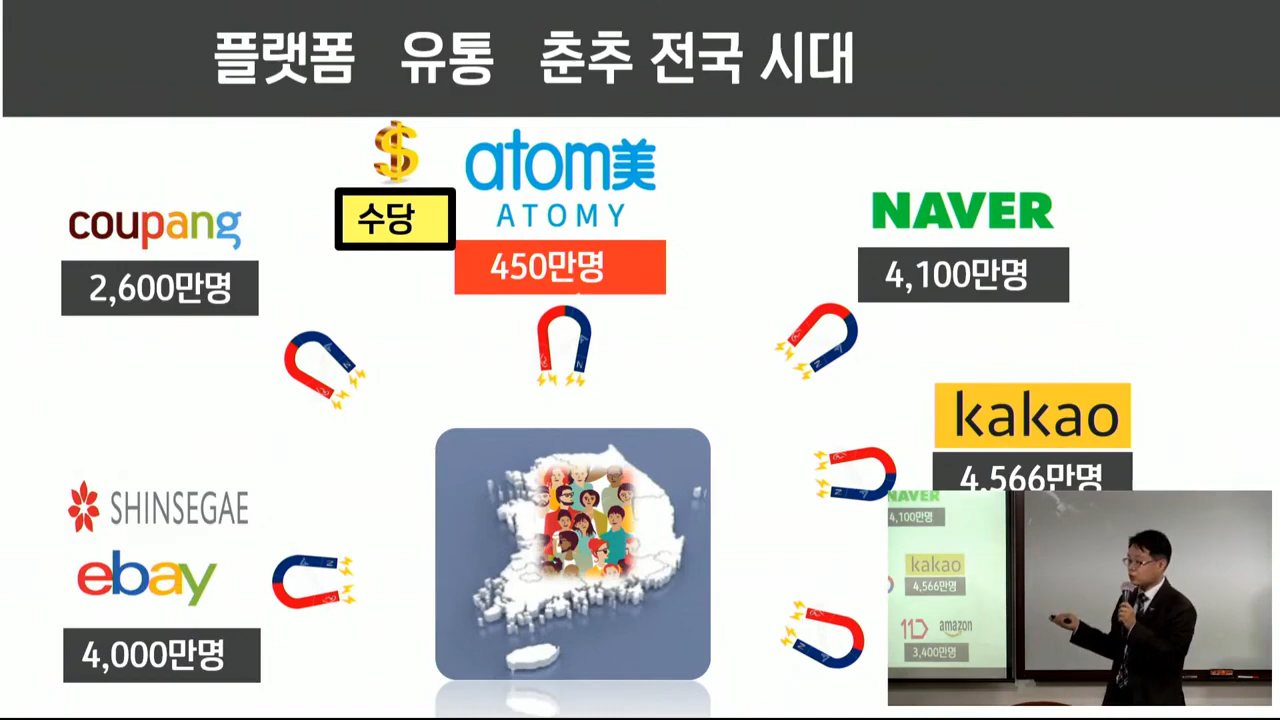 플랫폼 유통 춘추 전국 시대
$
atom美
ATOMY
수당
450만명
coupang
2,600만명
NAVER
4,100만명
kakao
4,566만명
SHINSEGAE
ebay
4,000만명
NAVER
4,100만명
kakao
4,566만명
11
amazon
3,400만명